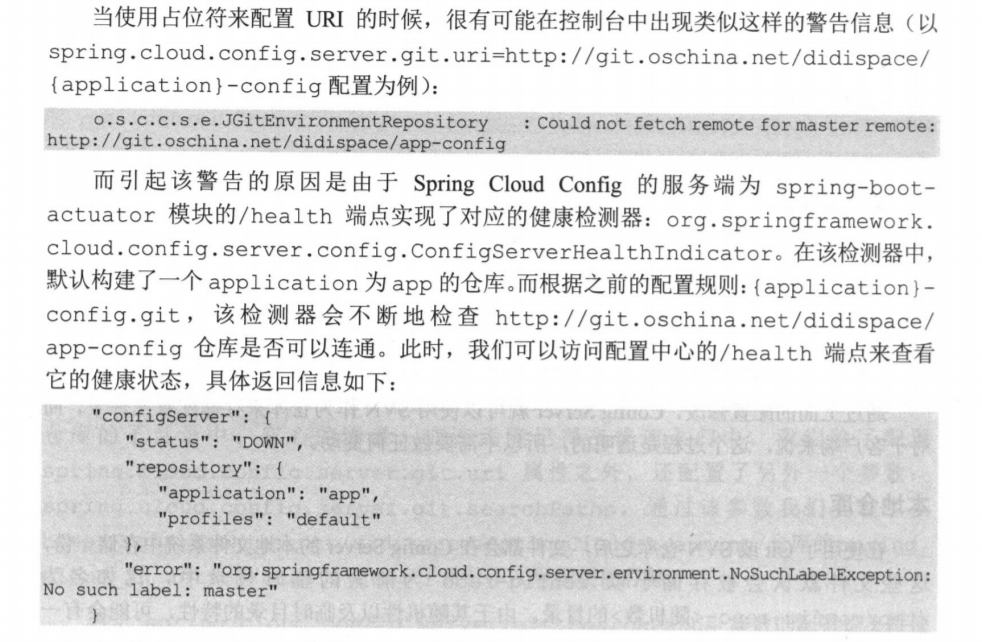 当使用占位符来配置 URI 的时候，很有可能在控制台中出现类似这样的警告信息（以
spring.cloud.config.server.git.uri=http://git.oschina.net/didispace/
{application}-config 配置为例）：
o.s.c.c.s.e.JGitEnvironmentRepository : Could not fetch remote for master remote:
http://git.oschina.net/didispace/app-config
而引起该警告的原因是由于 Spring Cloud Config 的服务端为 spring-boot-
actuator 模块的/health 端点实现了对应的健康检测器：org.springframework.
cloud.config.server.config.ConfigServerHealthIndicator。在该检测器中，
默认构建了一个 application 为 app 的仓库。而根据之前的配置规则：{application}-
config.git，该检测器会不断地检查 http://git.oschina.net/didispace/
app-config 仓库是否可以连通。此时，我们可以访问配置中心的/health 端点来查看
它的健康状态，具体返回信息如下：
"configServer": {
"status": "DOWN",
"repository": {
"application": "app",
"profiles": "default"
},
"error": "org.springframework.cloud.config.server.environment.NoSuchLabelException:
No such label: master"
}